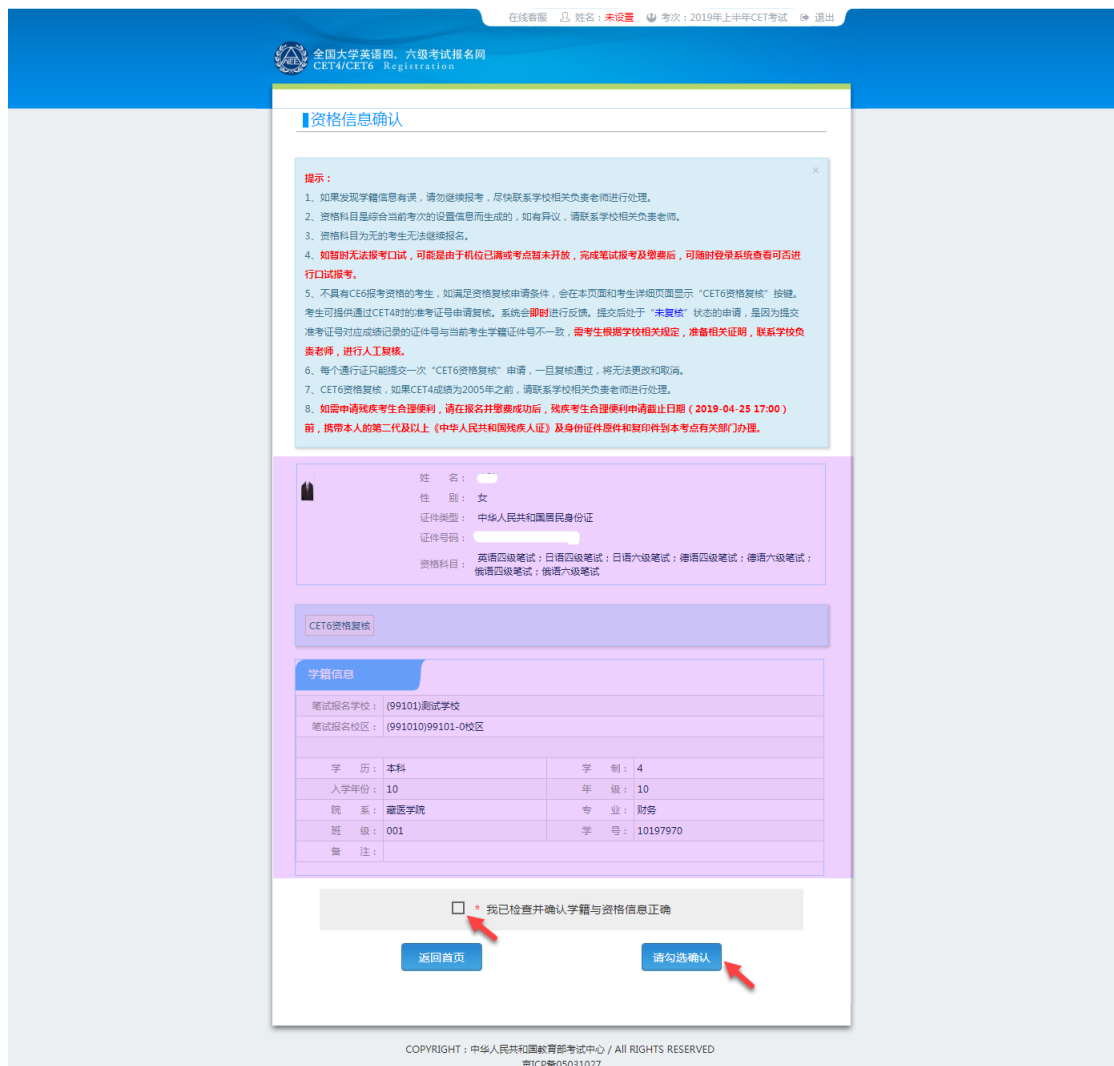 在线客服 姓名：未设置 考次：2019年上半年CET考试 退出
全国大学英语四、六级考试报名网
CET4/CET6 Registration
资格信息确认
×
提示：
1、如果发现学籍信息有误，请勿继续报考，尽快联系学校相关负责老师进行处理。
2、资格科目是综合当前考次的设置信息而生成的，如有异议，请联系学校相关负责老师。
3、资格科目为无的考生无法继续报名。
4、如暂时无法报考口试，可能是由于机位已满或考点暂未开放，完成笔试报考及缴费后，可随时登录系统查看可否进
行口试报考。
5、不具有CE6报考资格的考生，如满足资格复核申请条件，会在本页面和考生详细页面显示“CET6资格复核”按键。
考生可提供通过CET4时的准考证号申请复核。系统会即时进行反馈。提交后处于“未复核”状态的申请，是因为提交
准考证号对应成绩记录的证件号与当前考生学籍证件号不一致，需考生根据学校相关规定，准备相关证明，联系学校负
责老师，进行人工复核。
6、每个通行证只能提交一次“CET6资格复核”申请，一旦复核通过，将无法更改和取消。
7、CET6资格复核，如果CET4成绩为2005年之前，请联系学校相关负责老师进行处理。
8、如需申请残疾考生合理便利，请在报名并缴费成功后，残疾考生合理便利申请截止日期（2019-04-25 17:00）
前，携带本人的第二代及以上《中华人民共和国残疾人证》及身份证件原件和复印件到本考点有关部门办理。
姓 名：
性 别： 女
证件类型： 中华人民共和国居民身份证
证件号码：
资格科目： 英语四级笔试；日语四级笔试；日语六级笔试；德语四级笔试；德语六级笔试；
俄语四级笔试；俄语六级笔试
CET6资格复核
学籍信息
笔试报名学校： (99101)测试学校
笔试报名校区： (991010)99101-0校区
学 历： 本科 学 制： 4
入学年份： 10 年 级： 10
院 系： 藏医学院 专 业： 财务
班 级： 001 学 号： 10197970
备 注：
* 我已检查并确认学籍与资格信息正确
返回首页 请勾选确认
COPYRIGHT：中华人民共和国教育部考试中心 / All RIGHTS RESERVED
京ICP备05031027